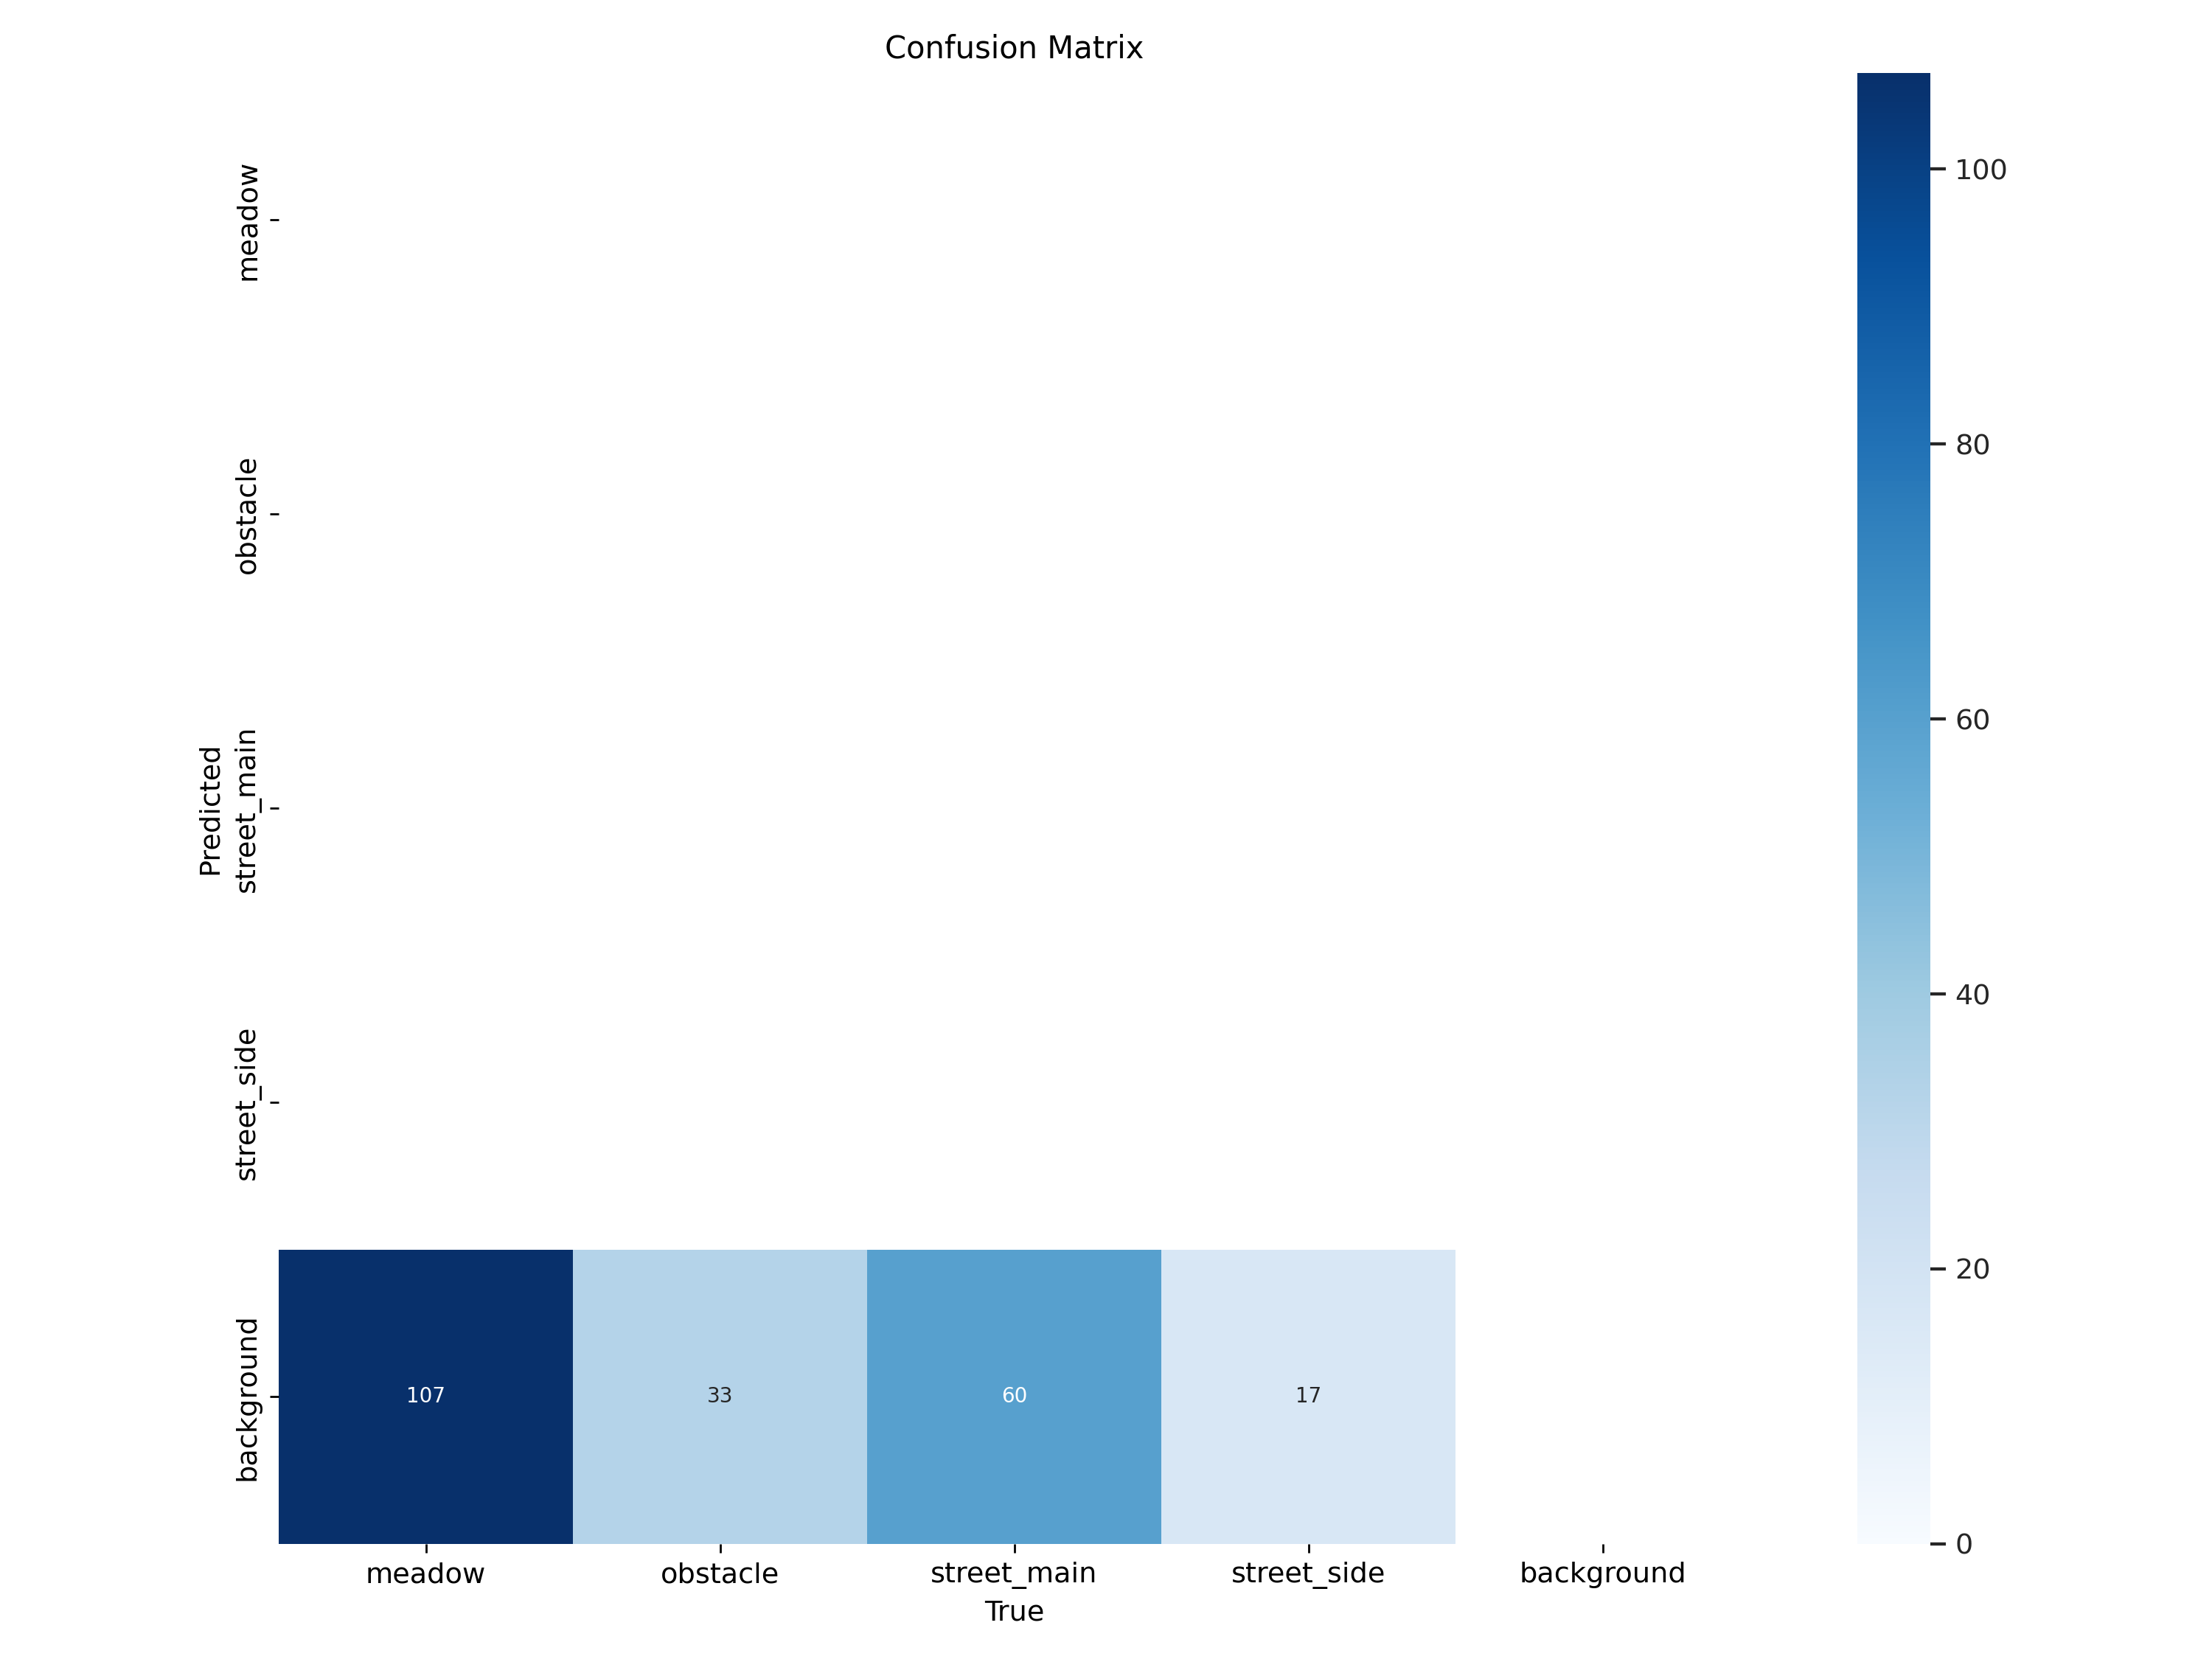 Confusion Matrix
meadow
obstacle
street_main
street_side
background
Predicted
107
33
60
17
meadow
obstacle
street_main
street_side
background
True
100
80
60
40
20
0